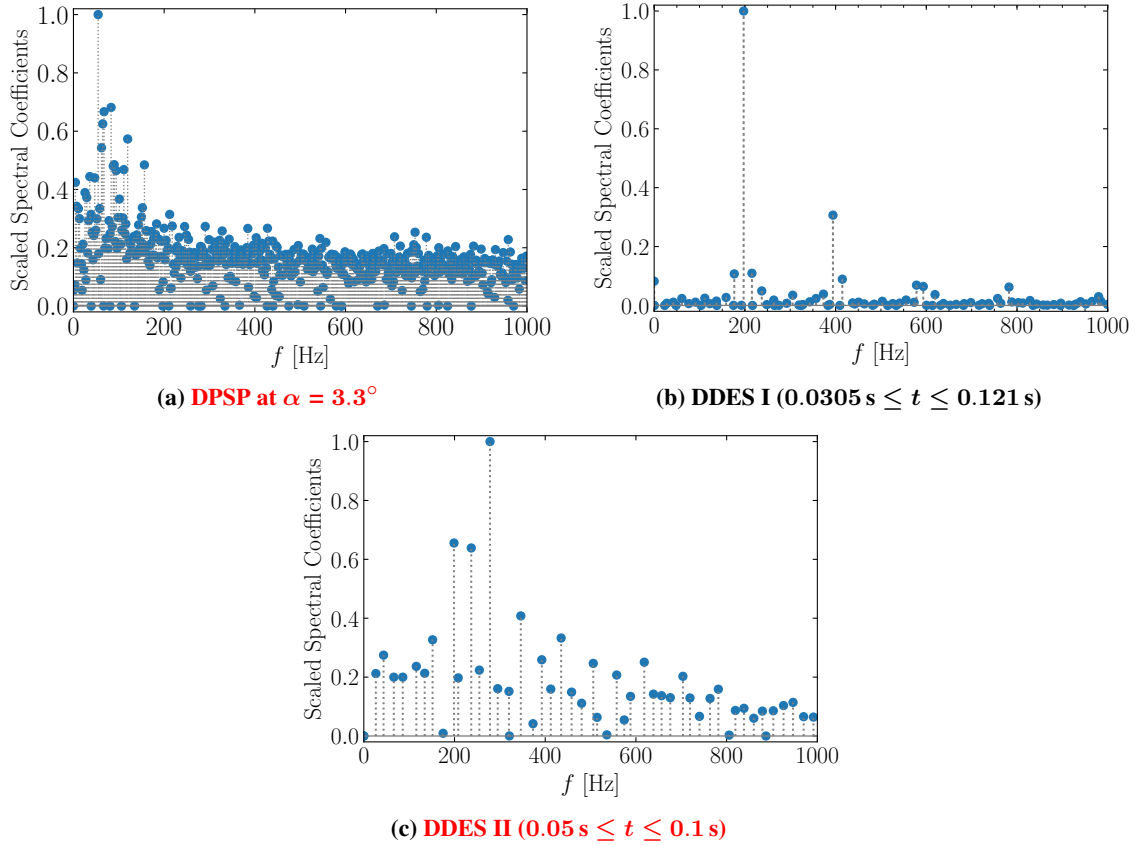 Scaled Spectral Coefficients
1.0
0.8
0.6
0.4
0.2
0.0
0 200 400 600 800 1000
f [Hz]
(a) DPSP at α = 3.3°
Scaled Spectral Coefficients
1.0
0.8
0.6
0.4
0.2
0.0
0 200 400 600 800 1000
f [Hz]
(b) DDES I (0.0305 s ≤ t ≤ 0.121 s)
Scaled Spectral Coefficients
1.0
0.8
0.6
0.4
0.2
0.0
0 200 400 600 800 1000
f [Hz]
(c) DDES II (0.05 s ≤ t ≤ 0.1 s)